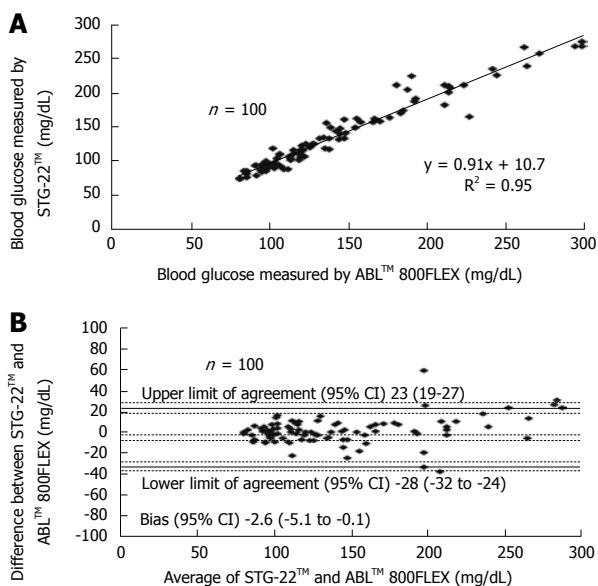 A
Blood glucose measured by
STG-22™ (mg/dL)
300
250
200
150
100
50
0
n = 100
y = 0.91x + 10.7
R² = 0.95
0
50
100
150
200
250
300
Blood glucose measured by ABL™ 800FLEX (mg/dL)
B
Difference between STG-22™ and
ABL™ 800FLEX (mg/dL)
100
80
60
40
20
0
-20
-40
-60
-80
-100
n = 100
Upper limit of agreement (95% CI) 23 (19-27)
Lower limit of agreement (95% CI) -28 (-32 to -24)
Bias (95% CI) -2.6 (-5.1 to -0.1)
0
50
100
150
200
250
300
Average of STG-22™ and ABL™ 800FLEX (mg/dL)